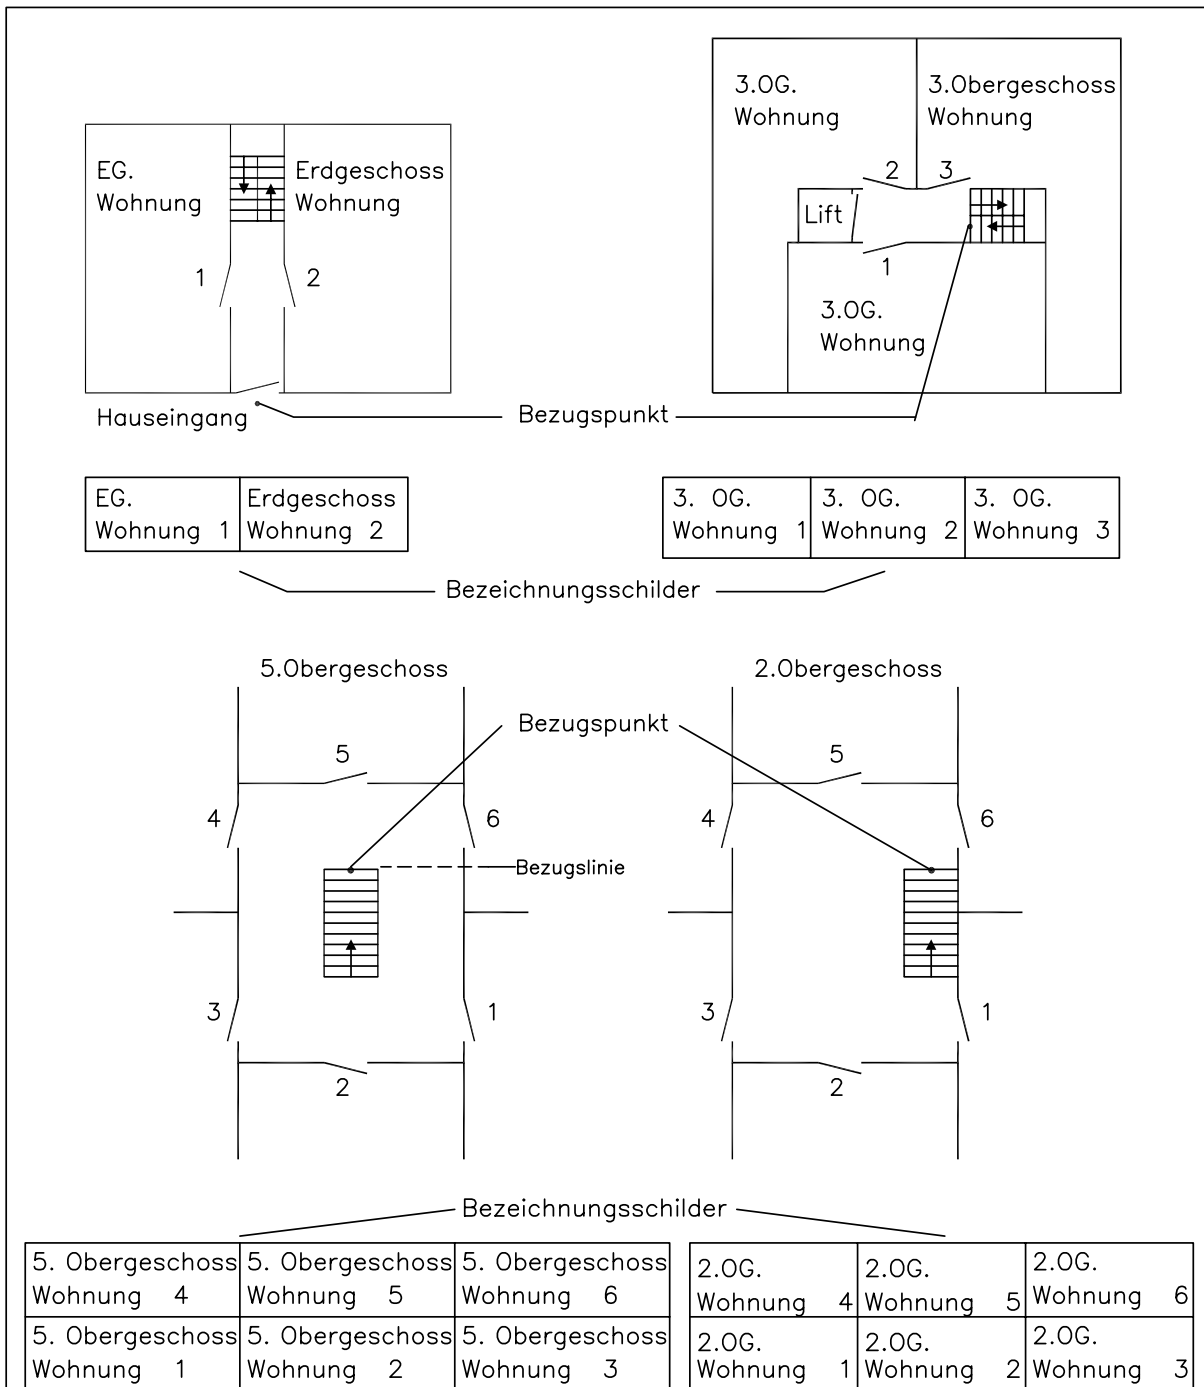 3.OG.
Wohnung
3.Obergeschoss
Wohnung
EG.
Wohnung
Erdgeschoss
Wohnung
2
3
Lift
1
2
1
3.OG.
Wohnung
Hauseingang
Bezugspunkt
EG.
Wohnung 1
Erdgeschoss
Wohnung 2
3. OG.
Wohnung 1
3. OG.
Wohnung 2
3. OG.
Wohnung 3
Bezeichnungsschilder
5.Obergeschoss
2.Obergeschoss
Bezugspunkt
5
4
6
Bezugslinie
3
1
2
5
4
6
3
1
2
Bezeichnungsschilder
5. Obergeschoss
Wohnung 4
5. Obergeschoss
Wohnung 5
5. Obergeschoss
Wohnung 6
5. Obergeschoss
Wohnung 1
5. Obergeschoss
Wohnung 2
5. Obergeschoss
Wohnung 3
2.OG.
Wohnung 4
2.OG.
Wohnung 5
2.OG.
Wohnung 6
2.OG.
Wohnung 1
2.OG.
Wohnung 2
2.OG.
Wohnung 3